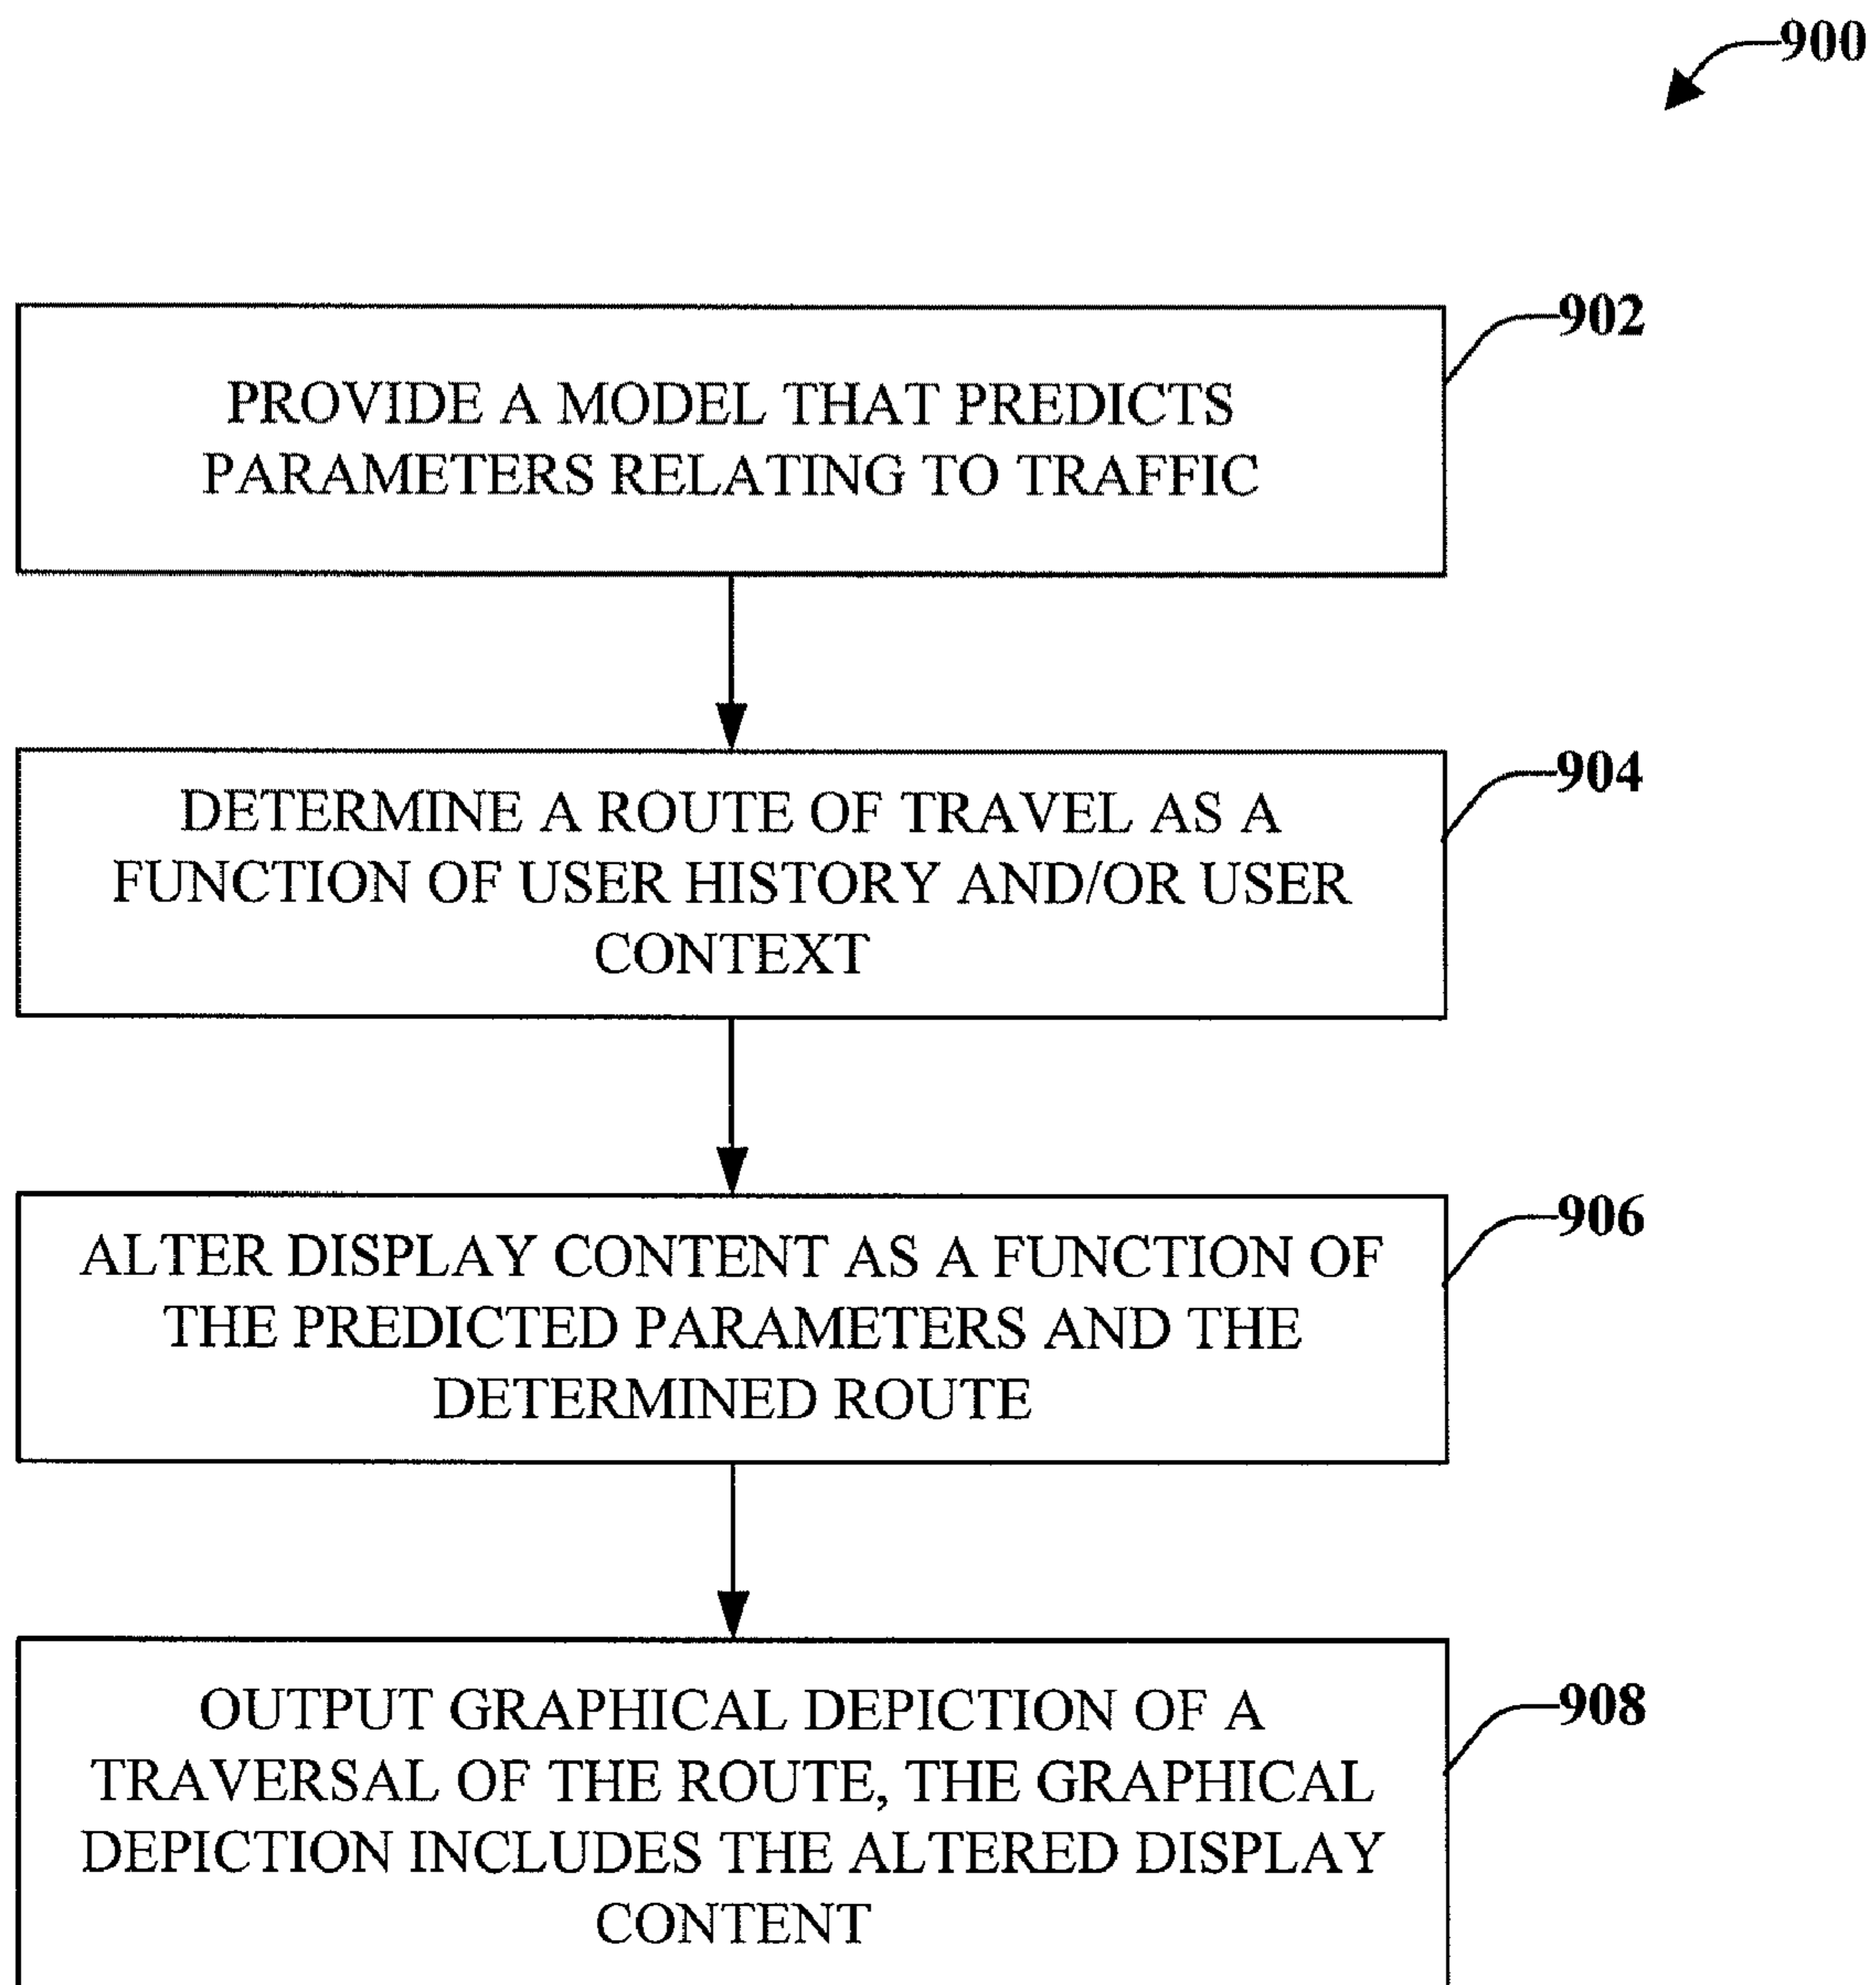 900
902
PROVIDE A MODEL THAT PREDICTS
PARAMETERS RELATING TO TRAFFIC
904
DETERMINE A ROUTE OF TRAVEL AS A
FUNCTION OF USER HISTORY AND/OR USER
CONTEXT
906
ALTER DISPLAY CONTENT AS A FUNCTION OF
THE PREDICTED PARAMETERS AND THE
DETERMINED ROUTE
908
OUTPUT GRAPHICAL DEPICTION OF A
TRAVERSAL OF THE ROUTE, THE GRAPHICAL
DEPICTION INCLUDES THE ALTERED DISPLAY
CONTENT